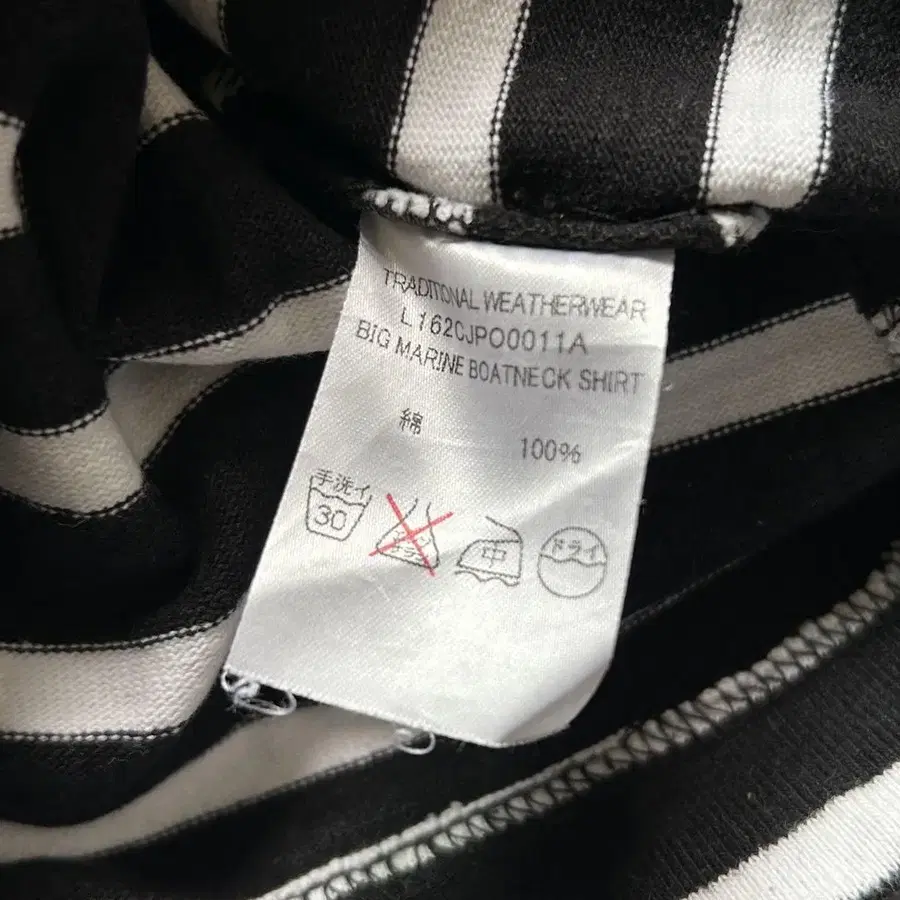 TRADITIONAL WEATHERWEAR
L162CJPO0011A
BIG MARINE BOATNECK SHIRT
綿 100%
手洗イ
30
中
ドライ